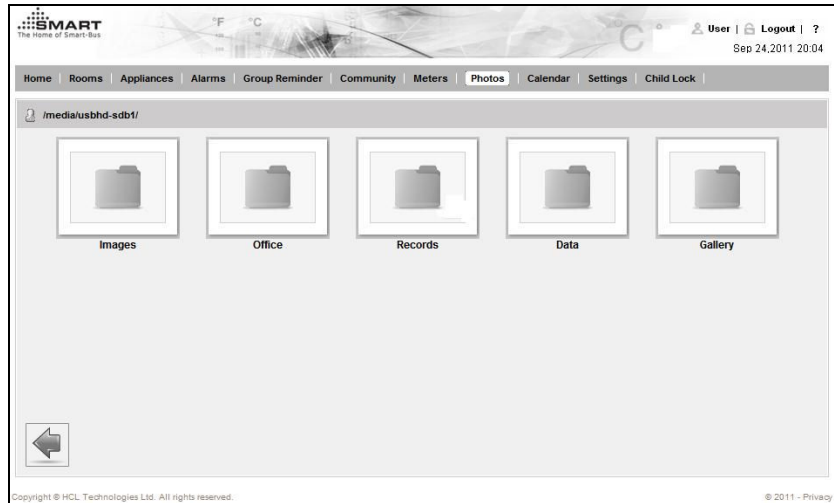 SMART
The Home of Smart-Bus
°F °C
°C
User | Logout | ?
Sep 24,2011 20:04
Home | Rooms | Appliances | Alarms | Group Reminder | Community | Meters | Photos | Calendar | Settings | Child Lock |
/media/usbhd-sdb1/
Images Office Records Data Gallery
Copyright © HCL Technologies Ltd. All rights reserved. © 2011 - Privacy